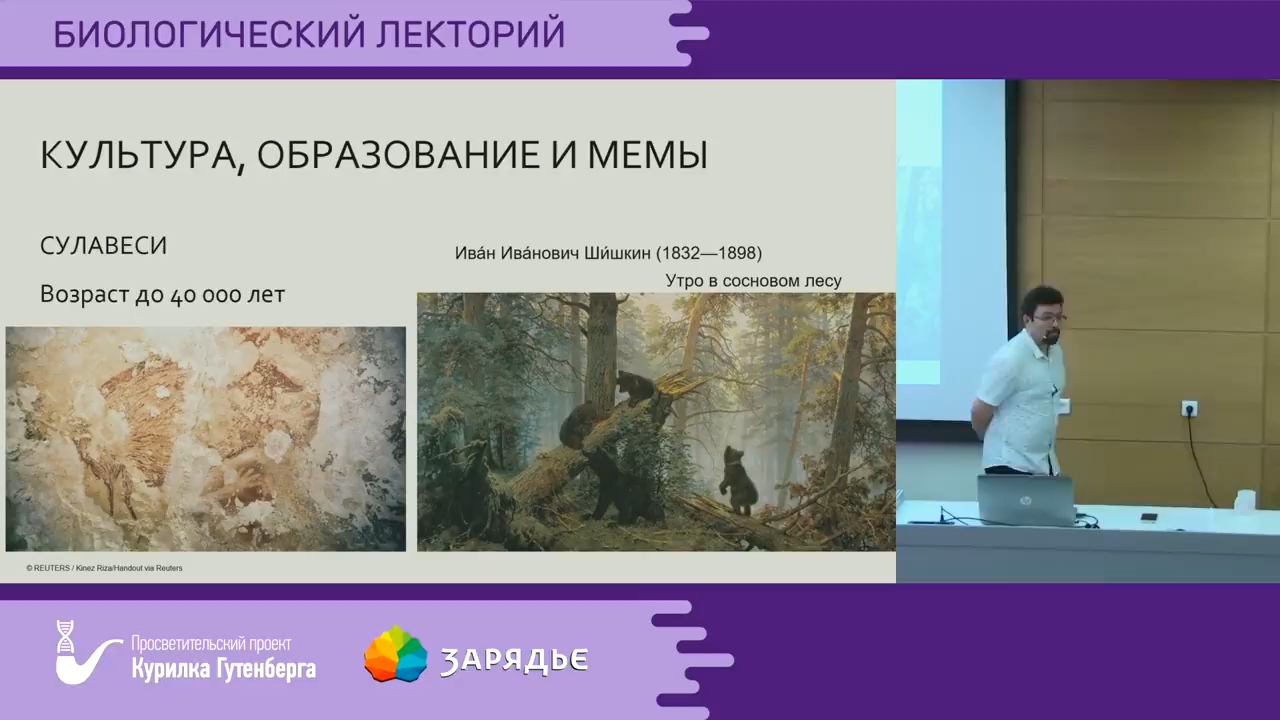 БИОЛОГИЧЕСКИЙ ЛЕКТОРИЙ
КУЛЬТУРА, ОБРАЗОВАНИЕ И МЕМЫ
СУЛАВЕСИ
Возраст до 40 000 лет
Ива́н Ива́нович Ши́шкин (1832—1898)
Утро в сосновом лесу
© REUTERS / Kinez Riza/Handout via Reuters
hp
Просветительский проект
Курилка Гутенберга
ЗАРЯДЬЕ